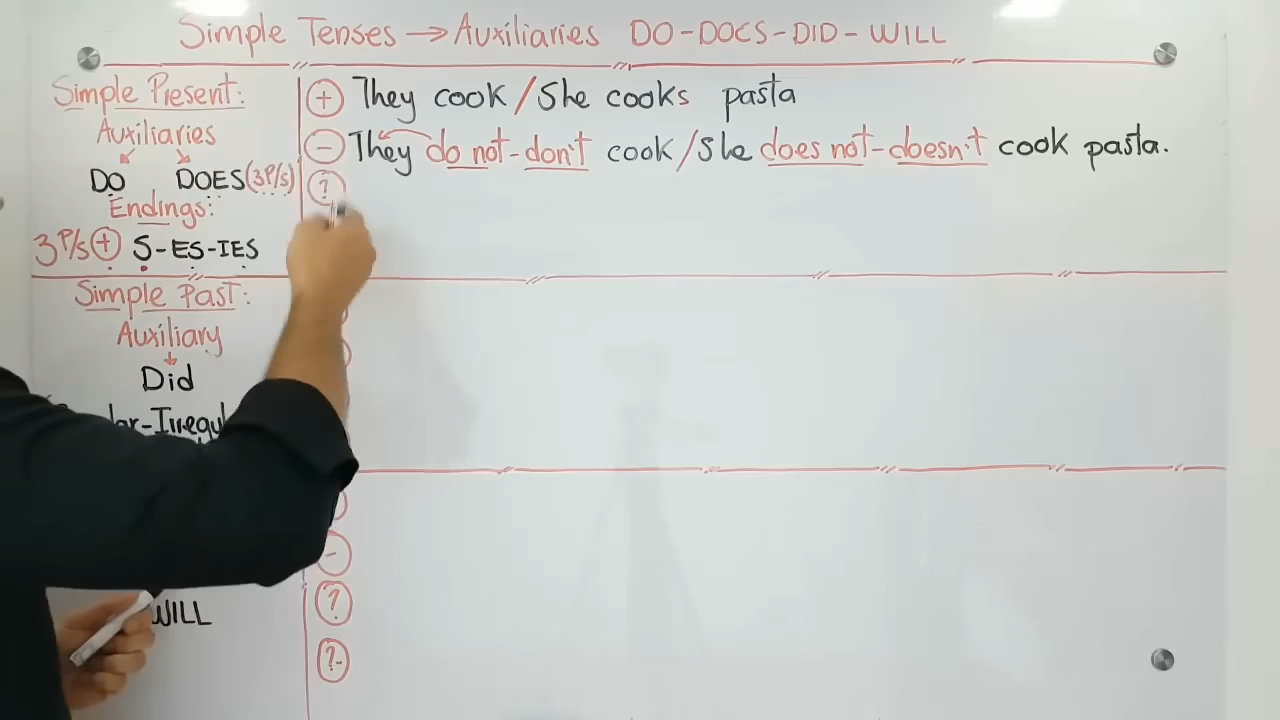 Simple Tenses → Auxiliaries DO-DOCS-DID-WILL
Simple Present:
Auxiliaries
DO DOES(3P/s)
Endings:
3P/s + S-ES-IES
+ They cook / She cooks pasta
- They do not-don't cook / She does not-doesn't cook pasta.
?
Simple Past:
Auxiliary
Did
WILL
-
?
?-